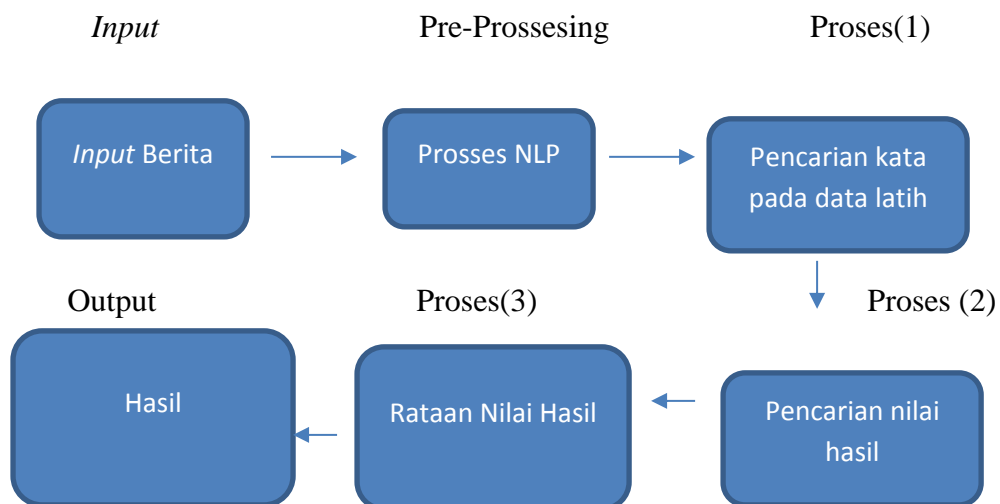 Input
Pre-Prossesing
Proses(1)
Input Berita
Prosses NLP
Pencarian kata
pada data latih
Output
Proses(3)
Proses (2)
Hasil
Rataan Nilai Hasil
Pencarian nilai
hasil